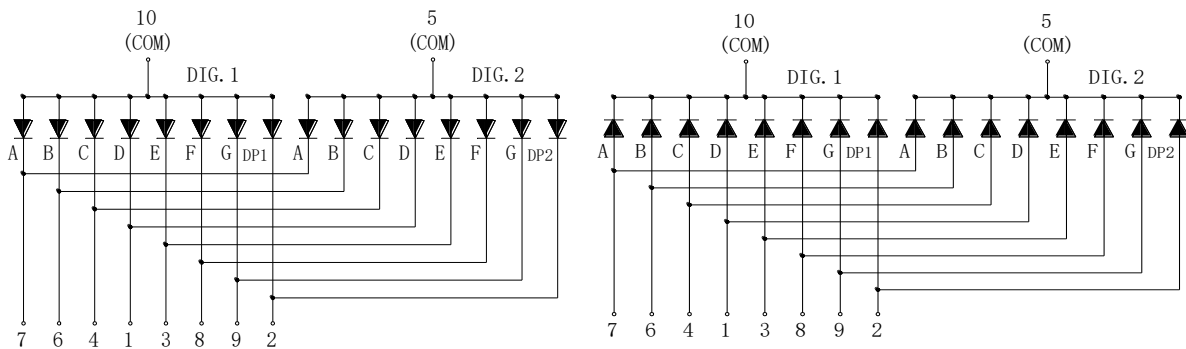 10
(COM)
5
(COM)
DIG.1
DIG.2
A B C D E F G DP1 A B C D E F G DP2
7 6 4 1 3 8 9 2
10
(COM)
5
(COM)
DIG.1
DIG.2
A B C D E F G DP1 A B C D E F G DP2
7 6 4 1 3 8 9 2